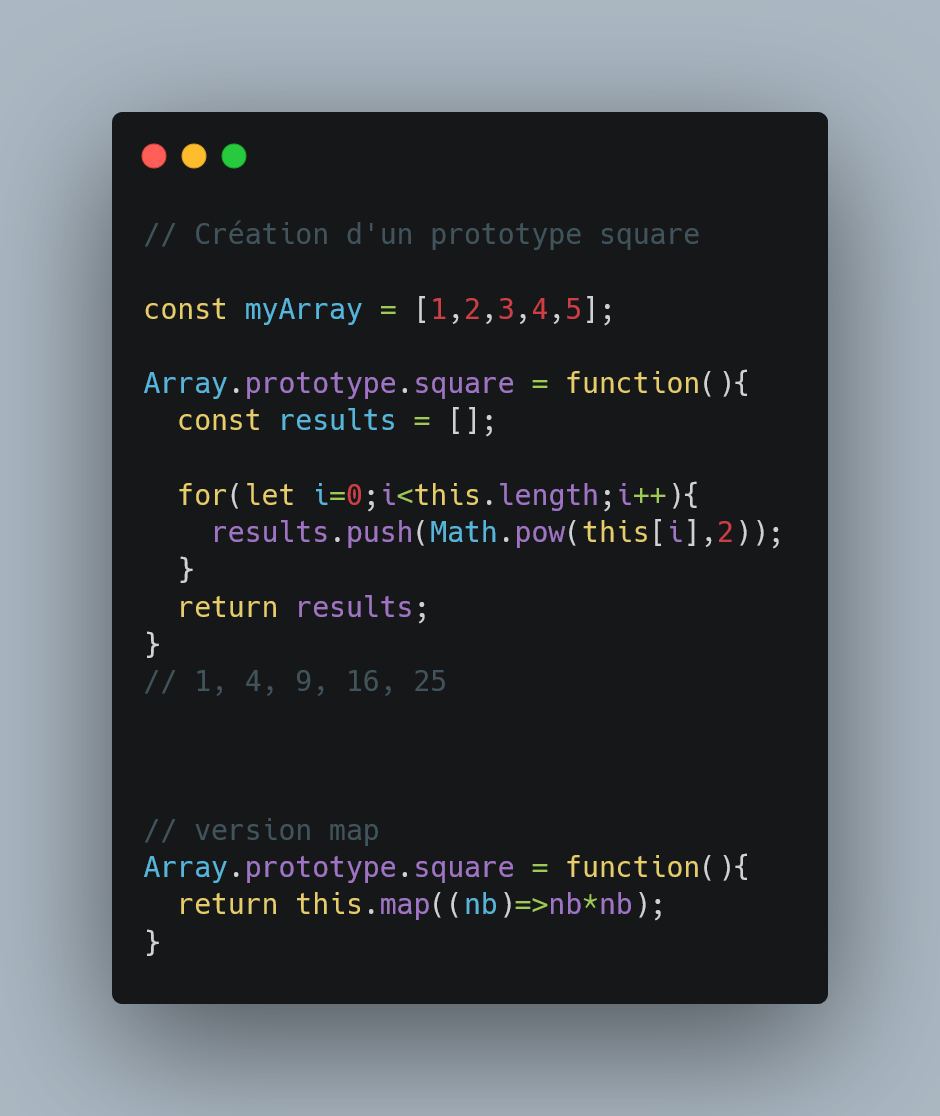 // Création d'un prototype square
const myArray = [1,2,3,4,5];
Array.prototype.square = function(){
  const results = [];
  for(let i=0;i<this.length;i++){
    results.push(Math.pow(this[i],2));
  }
  return results;
}
// 1, 4, 9, 16, 25
// version map
Array.prototype.square = function(){
  return this.map((nb)=>nb*nb);
}